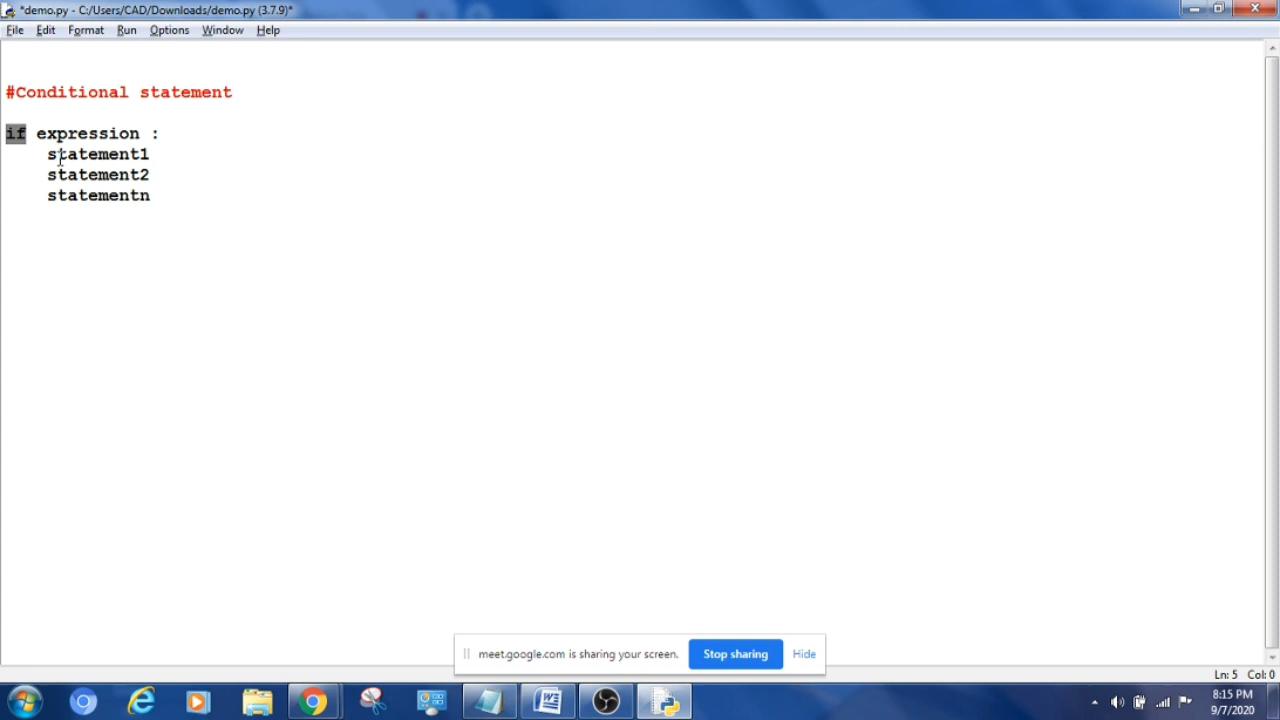 *demo.py - C:/Users/CAD/Downloads/demo.py (3.7.9)*
File Edit Format Run Options Window Help
#Conditional statement
if expression :
statement1
statement2
statementn
meet.google.com is sharing your screen. Stop sharing Hide
Ln: 5 Col: 0
8:15 PM
9/7/2020